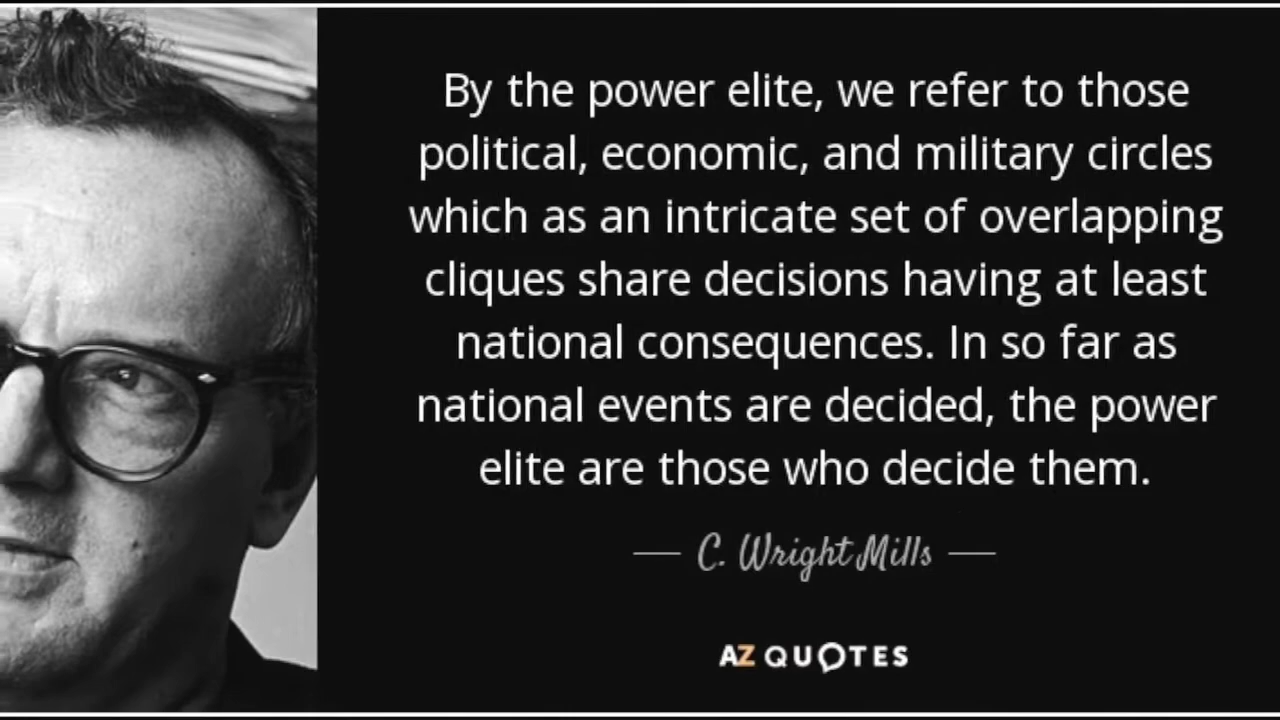 By the power elite, we refer to those
political, economic, and military circles
which as an intricate set of overlapping
cliques share decisions having at least
national consequences. In so far as
national events are decided, the power
elite are those who decide them.
C. Wright Mills
AZ QUOTES